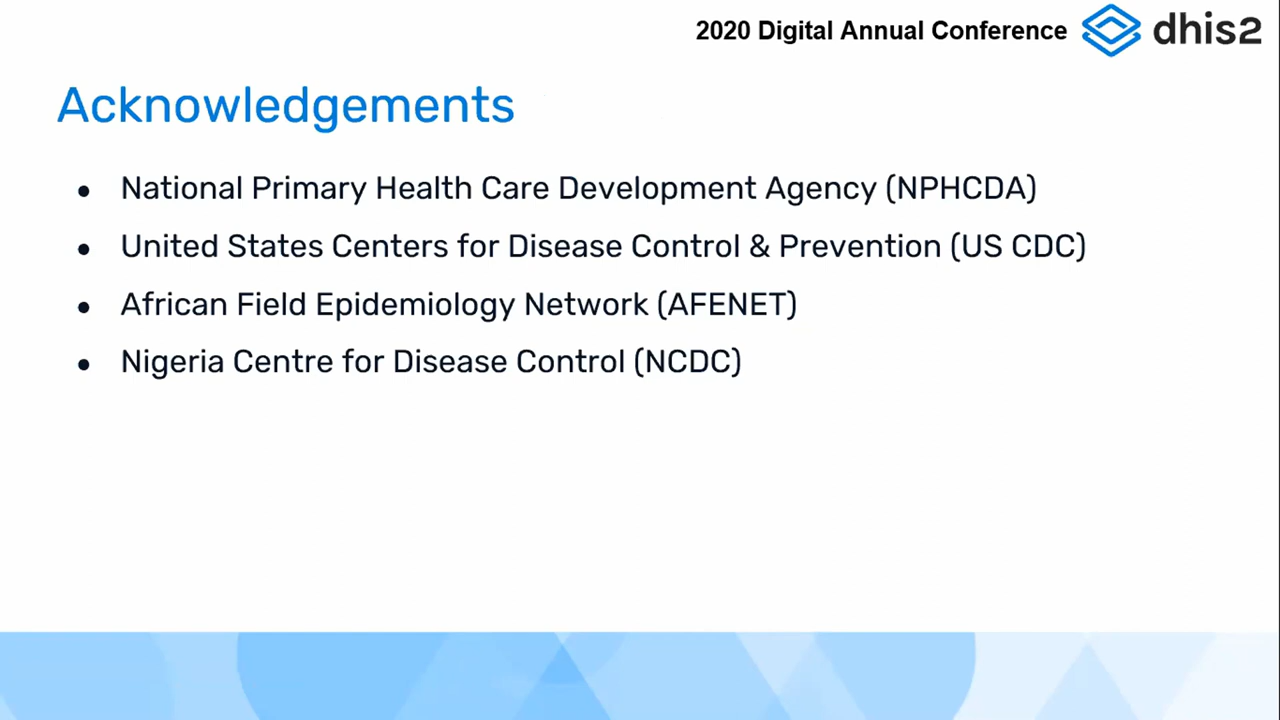 2020 Digital Annual Conference dhis2
Acknowledgements
● National Primary Health Care Development Agency (NPHCDA)
● United States Centers for Disease Control & Prevention (US CDC)
● African Field Epidemiology Network (AFENET)
● Nigeria Centre for Disease Control (NCDC)